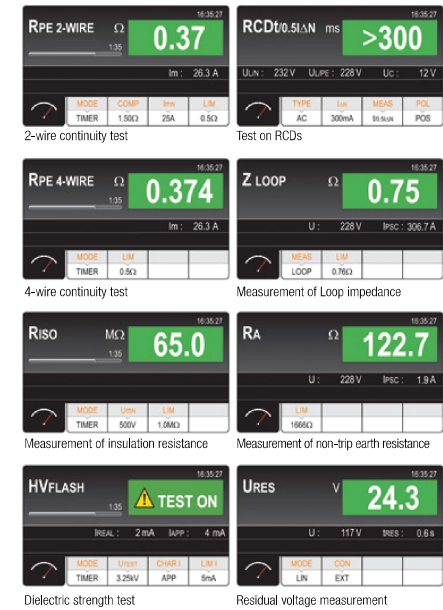 16:35:27
RPE 2-WIRE Ω 0.37
1:35
Im : 26.3 A
MODE COMP IPEN LIM
TIMER 1.50Ω 25A 0.5Ω
2-wire continuity test
16:35:27
RCDt/0.5I∆N ms >300
UL/N : 232 V UL/PE : 228 V Uc : 12 V
TYPE I∆N MEAS POL
AC 300mA t/0.5I∆N POS
Test on RCDs
16:35:27
RPE 4-WIRE Ω 0.374
1:35
Im : 26.3 A
MODE LIM
TIMER 0.5Ω
4-wire continuity test
16:35:27
Z LOOP Ω 0.75
U : 228 V IPSC : 306.7 A
MEAS LIM
LOOP 0.76Ω
Measurement of Loop impedance
16:35:27
RISO MΩ 65.0
1:35
MODE LIM
TIMER 500V 1.0MΩ
Measurement of insulation resistance
16:35:27
RA Ω 122.7
U : 228 V IPSC : 1.9 A
LIM
1666Ω
Measurement of non-trip earth resistance
16:35:27
HVFLASH TEST ON
1:35
IREAL : 2 mA IAPP : 4 mA
MODE UTEST CHAR I LIM I
TIMER 3.25kV APP 5mA
Dielectric strength test
16:35:27
URES V 24.3
U : 117 V tRES : 0.6 s
MODE CON
LIN EXT
Residual voltage measurement